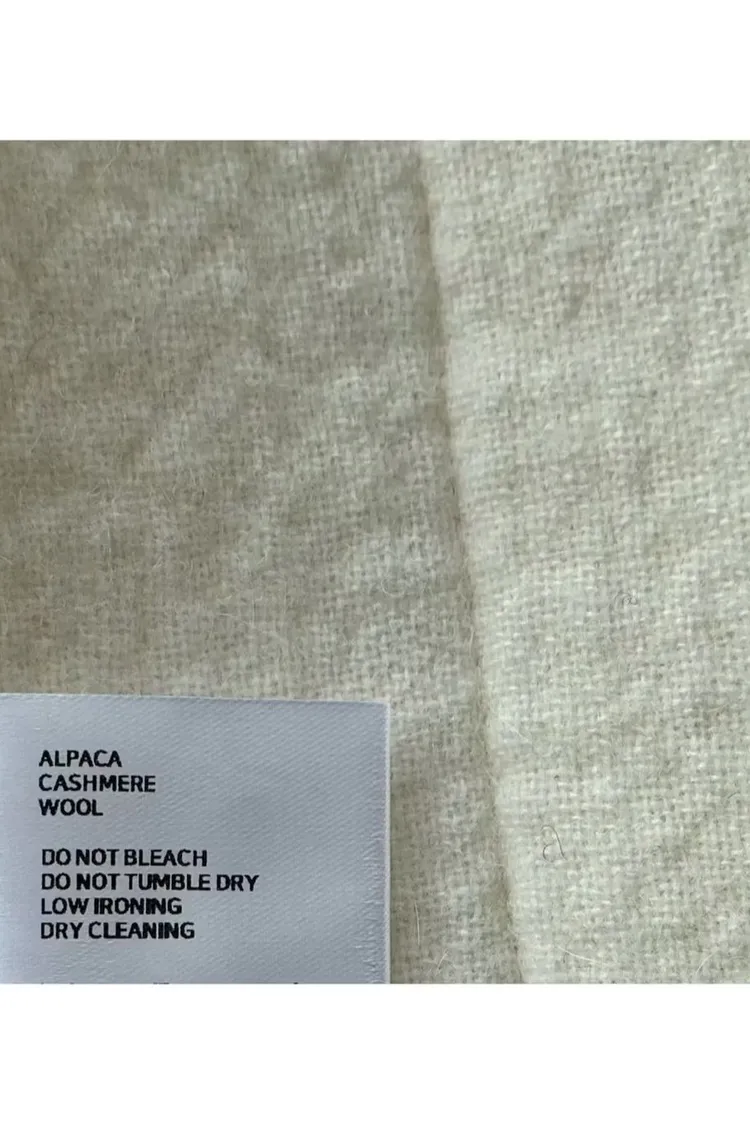 ALPACA
CASHMERE
WOOL
DO NOT BLEACH
DO NOT TUMBLE DRY
LOW IRONING
DRY CLEANING